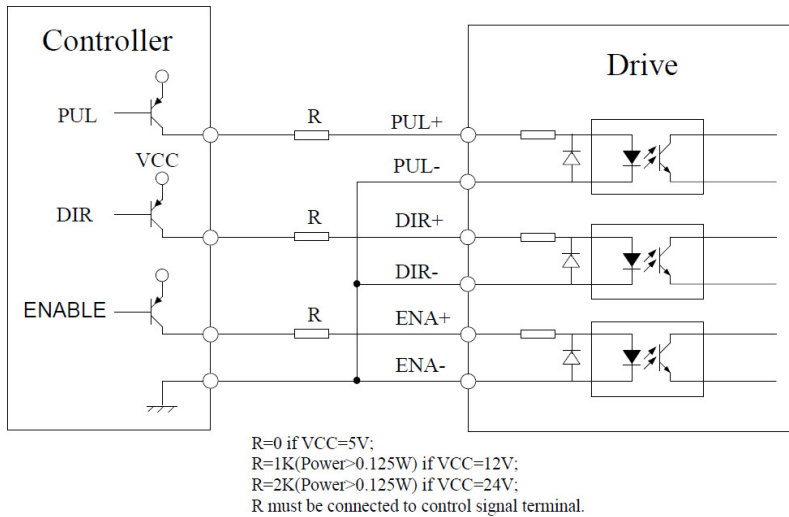 Controller
Drive
PUL
R
PUL+
VCC
PUL-
DIR
R
DIR+
DIR-
ENABLE
R
ENA+
ENA-
R=0 if VCC=5V;
R=1K(Power>0.125W) if VCC=12V;
R=2K(Power>0.125W) if VCC=24V;
R must be connected to control signal terminal.